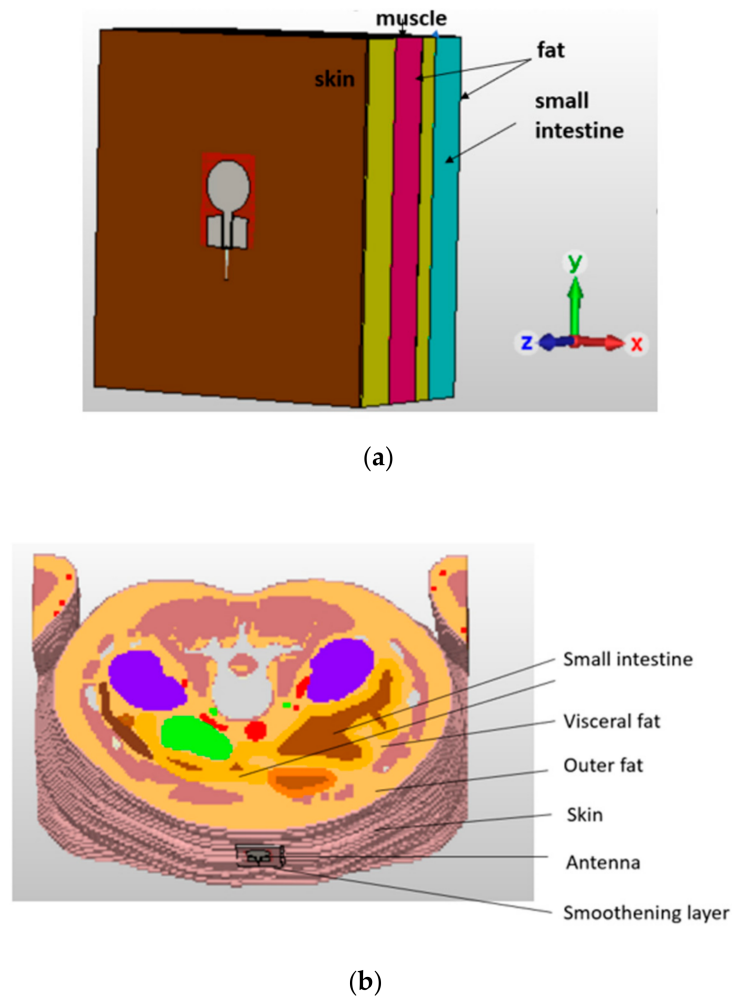 muscle
skin
fat
small
intestine
y
z
x
(a)
Small intestine
Visceral fat
Outer fat
Skin
Antenna
Smoothening layer
(b)